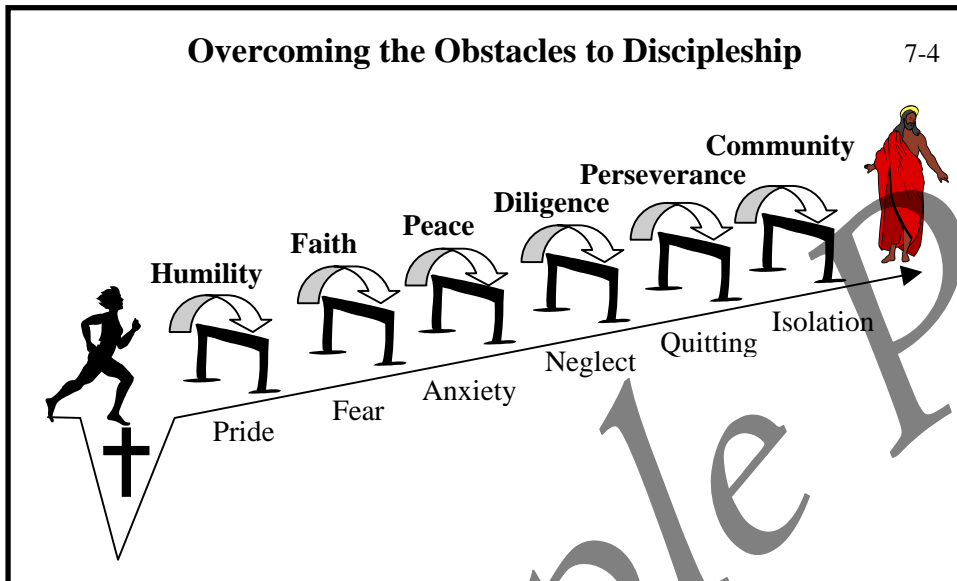 Overcoming the Obstacles to Discipleship 7-4
Community
Perseverance
Diligence
Peace
Faith
Humility
Isolation
Quitting
Neglect
Anxiety
Fear
Pride